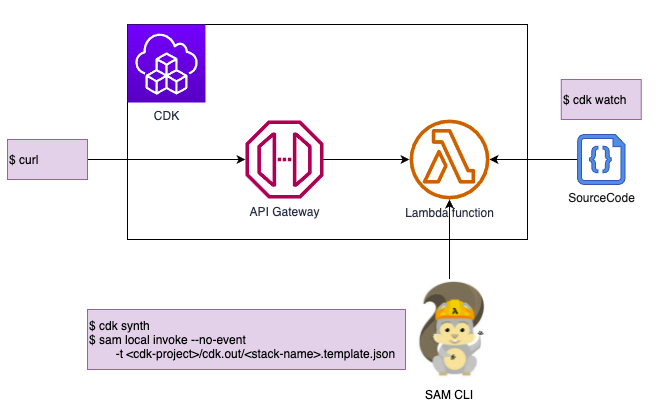 CDK
$ cdk watch
$ curl
API Gateway
Lambda function
SourceCode
$ cdk synth
$ sam local invoke --no-event
-t <cdk-project>/cdk.out/<stack-name>.template.json
SAM CLI